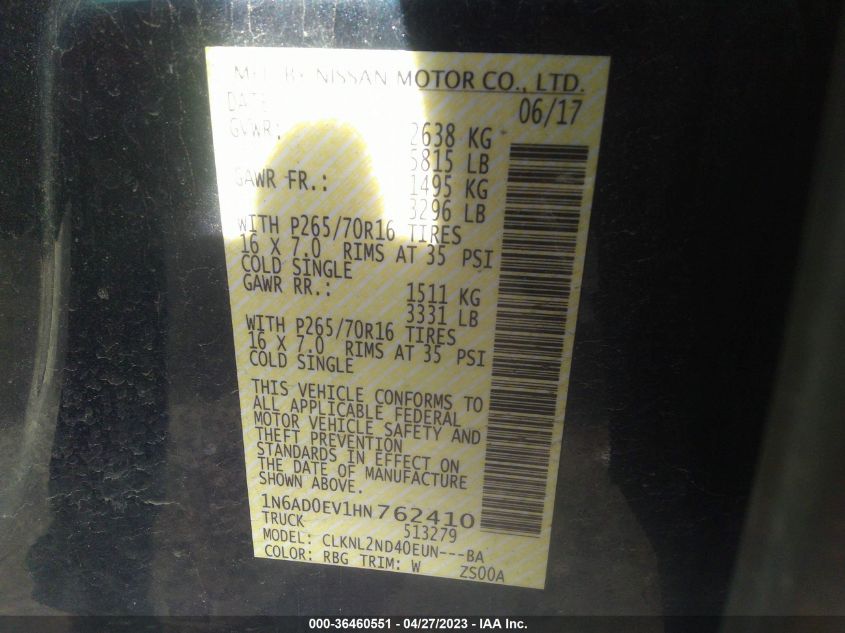 MFD BY NISSAN MOTOR CO., LTD.
DATE 06/17
GVWR: 2638 KG
5815 LB
GAWR FR.: 1495 KG
3296 LB
WITH P265/70R16 TIRES
16 X 7.0 RIMS AT 35 PSI
COLD SINGLE
GAWR RR.: 1511 KG
3331 LB
WITH P265/70R16 TIRES
16 X 7.0 RIMS AT 35 PSI
COLD SINGLE
THIS VEHICLE CONFORMS TO
ALL APPLICABLE FEDERAL
MOTOR VEHICLE SAFETY AND
THEFT PREVENTION
STANDARDS IN EFFECT ON
THE DATE OF MANUFACTURE
SHOWN ABOVE.
1N6AD0EV1HN762410
TRUCK 513279
MODEL: CLKNL2ND40EUN---BA
COLOR: RBG TRIM: W ZS00A
000-36460551 - 04/27/2023 - IAA Inc.